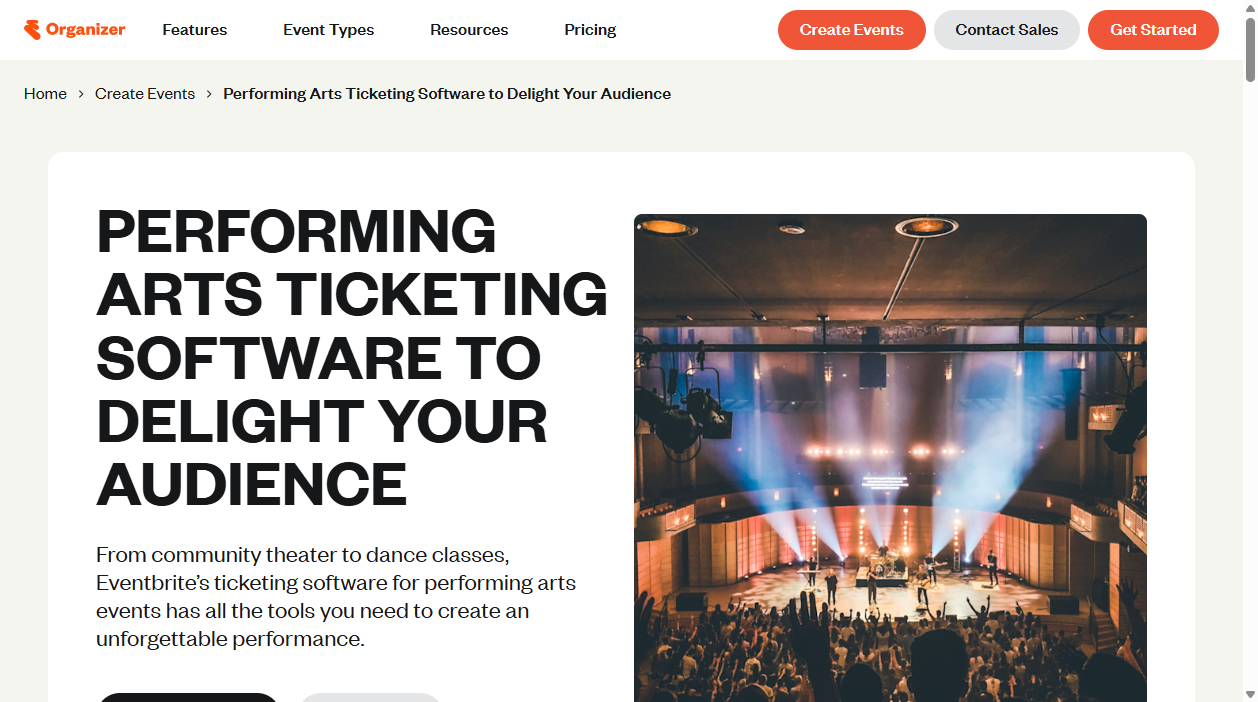 Organizer
Features
Event Types
Resources
Pricing
Create Events
Contact Sales
Get Started
Home › Create Events › Performing Arts Ticketing Software to Delight Your Audience
PERFORMING
ARTS TICKETING
SOFTWARE TO
DELIGHT YOUR
AUDIENCE
From community theater to dance classes,
Eventbrite’s ticketing software for performing arts
events has all the tools you need to create an
unforgettable performance.